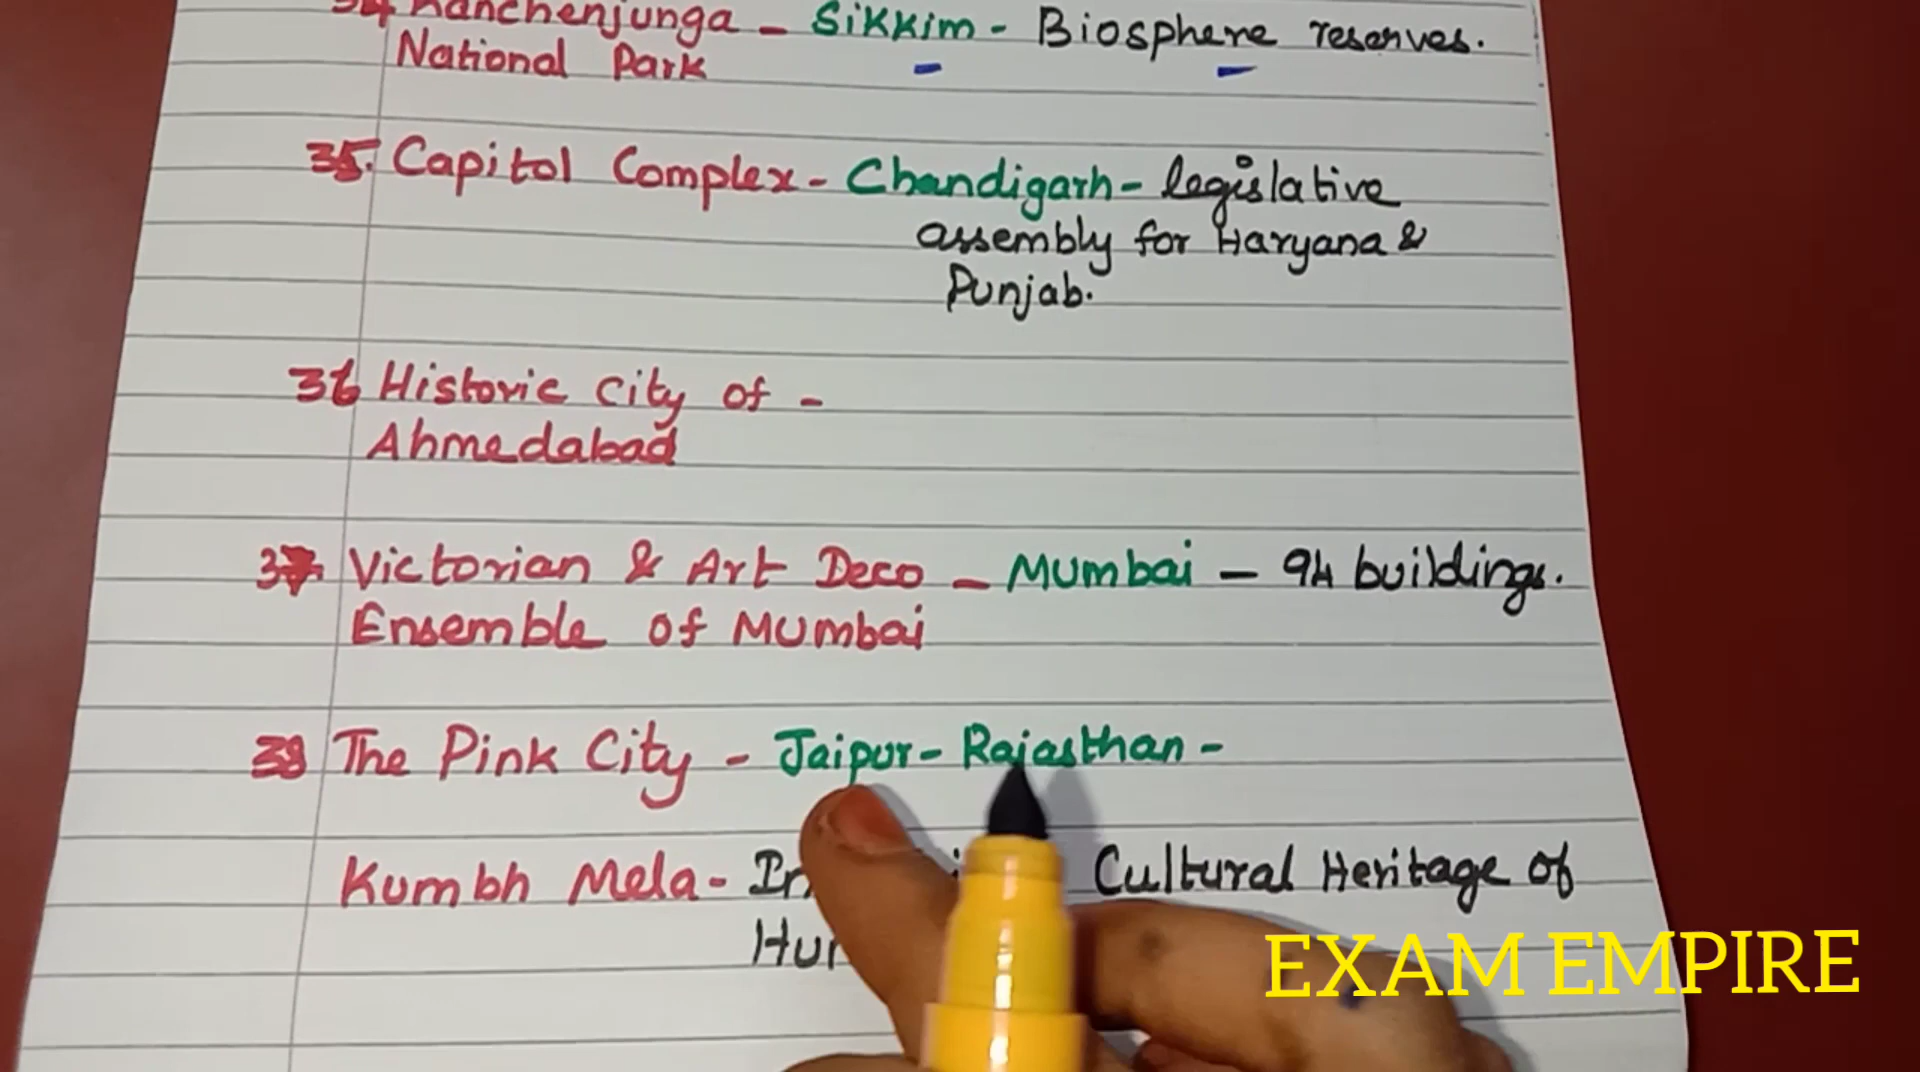 34 Kanchenjunga - Sikkim - Biosphere reserves.
National Park
35. Capitol Complex - Chandigarh - legislative
assembly for Haryana &
Punjab.
36 Historic City of -
Ahmedabad
37. Victorian & Art Deco - Mumbai - 94 buildings.
Ensemble of Mumbai
38 The Pink City - Jaipur - Rajasthan -
Kumbh Mela - Cultural Heritage of
EXAM EMPIRE